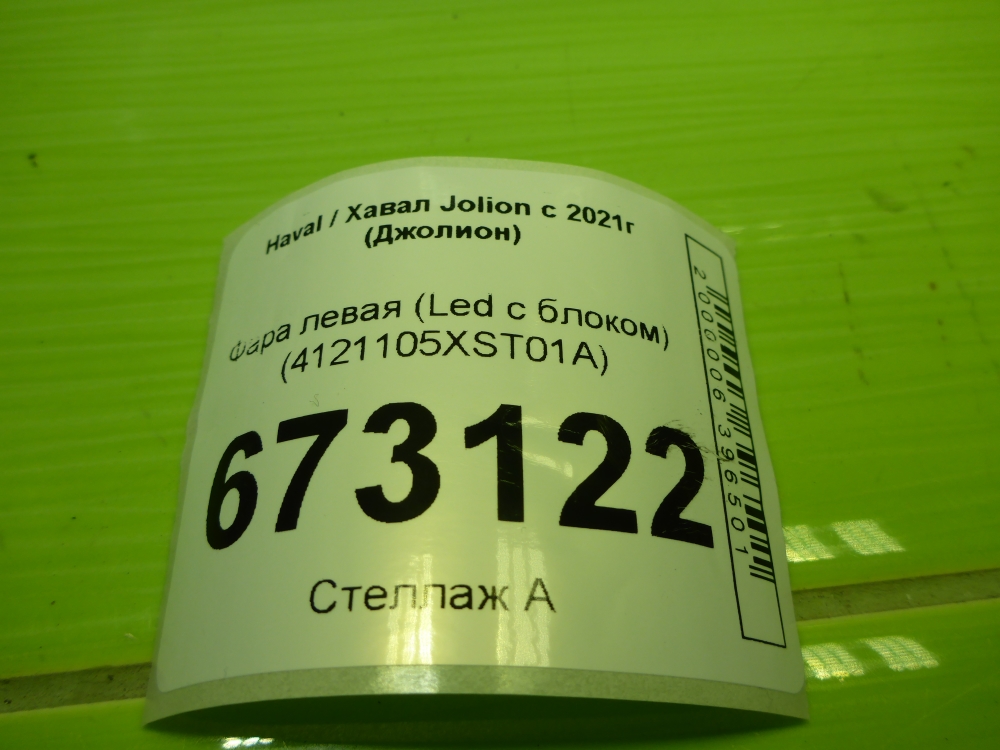 Haval / Хавал Jolion с 2021г
(Джолион)
Фара левая (Led с блоком)
(4121105XST01A)
673122
Стеллаж А
2000006396501